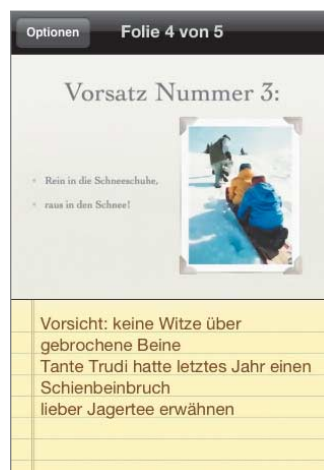 Optionen
Folie 4 von 5
Vorsatz Nummer 3:
Rein in die Schneeschuhe,
raus in den Schnee!
Vorsicht: keine Witze über
gebrochene Beine
Tante Trudi hatte letztes Jahr einen
Schienbeinbruch
lieber Jagertee erwähnen